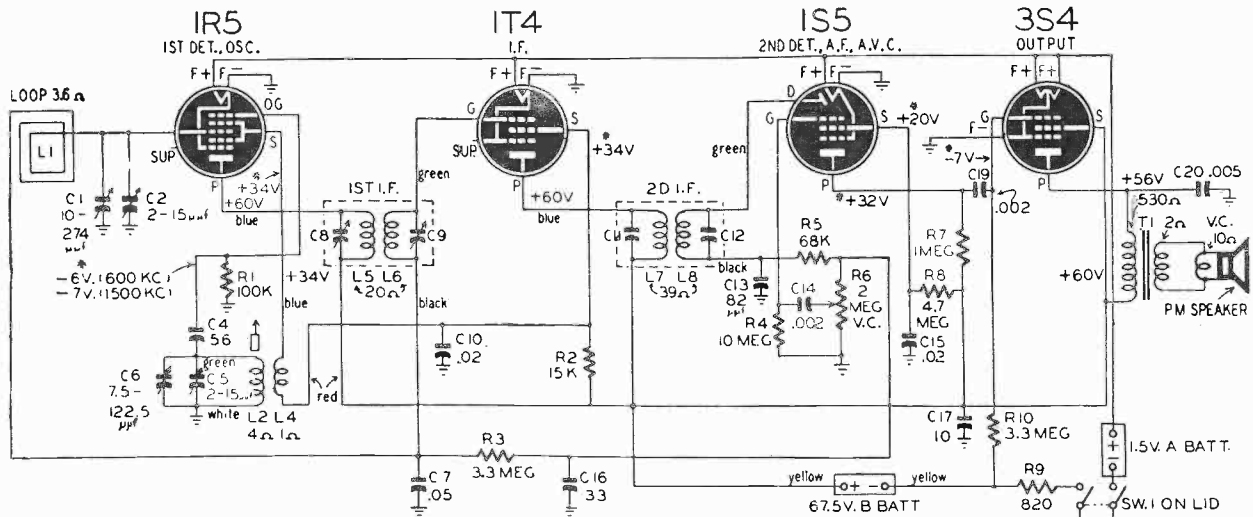 1R5
1ST DET., OSC.
1T4
I.F.
1S5
2ND DET., A.F., A.V.C.
3S4
OUTPUT
F+ F-
F+ F-
F+ F-
F+ F+
LOOP 3.6Ω
L1
OG
S
SUP
P
G
S
SUP
P
D
G
S
P
G
F-
S
P
*
+34V
+60V
blue
*
+34V
+60V
blue
green
green
*
+20V
*
+32V
*
-7V
C19
.002
+56V
C20 .005
530Ω
T1 2Ω
V.C.
10Ω
+60V
PM SPEAKER
C1
10-
274
μμf
C2
2-15μμf
*
-6V.(600 KC)
-7V.(1500KC)
R1
100K
+34V
blue
1ST I.F.
C8
C9
L5 L6
20Ω
black
2D I.F.
C11
C12
L7 L8
39Ω
black
C13
82
μμf
R5
68K
C14
.002
R6
2
MEG
V.C.
R4
10 MEG
R7
1MEG
R8
4.7
MEG
C15
.02
C4
56
C6
7.5-
122.5
μμf
green
C5
2-15μμf
white
L2 L4
4Ω 1Ω
red
C10
.02
R2
15K
C7
.05
R3
3.3 MEG
C16
33
C17
10
R10
3.3 MEG
yellow
+ -
yellow
67.5V. B BATT
R9
820
+
-
1.5V. A BATT.
SW.1 ON LID